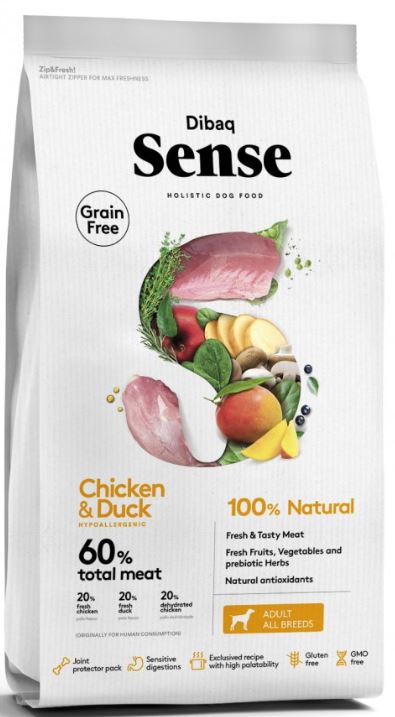 Zip&Fresh!
AIRTIGHT ZIPPER FOR MAX FRESHNESS
Dibaq
Sense
HOLISTIC DOG FOOD
Grain
Free
Chicken
& Duck
HYPOALLERGENIC
60%
total meat
20% 20% 20%
fresh fresh dehydrated
chicken duck chicken
(ORIGINALLY FOR HUMAN CONSUMPTION)
100% Natural
Fresh & Tasty Meat
Fresh Fruits, Vegetables and
prebiotic Herbs
Natural antioxidants
ADULT
ALL BREEDS
Joint
protector pack
Sensitive
digestions
Exclusived recipe
with high palatability
Gluten
free
GMO
free